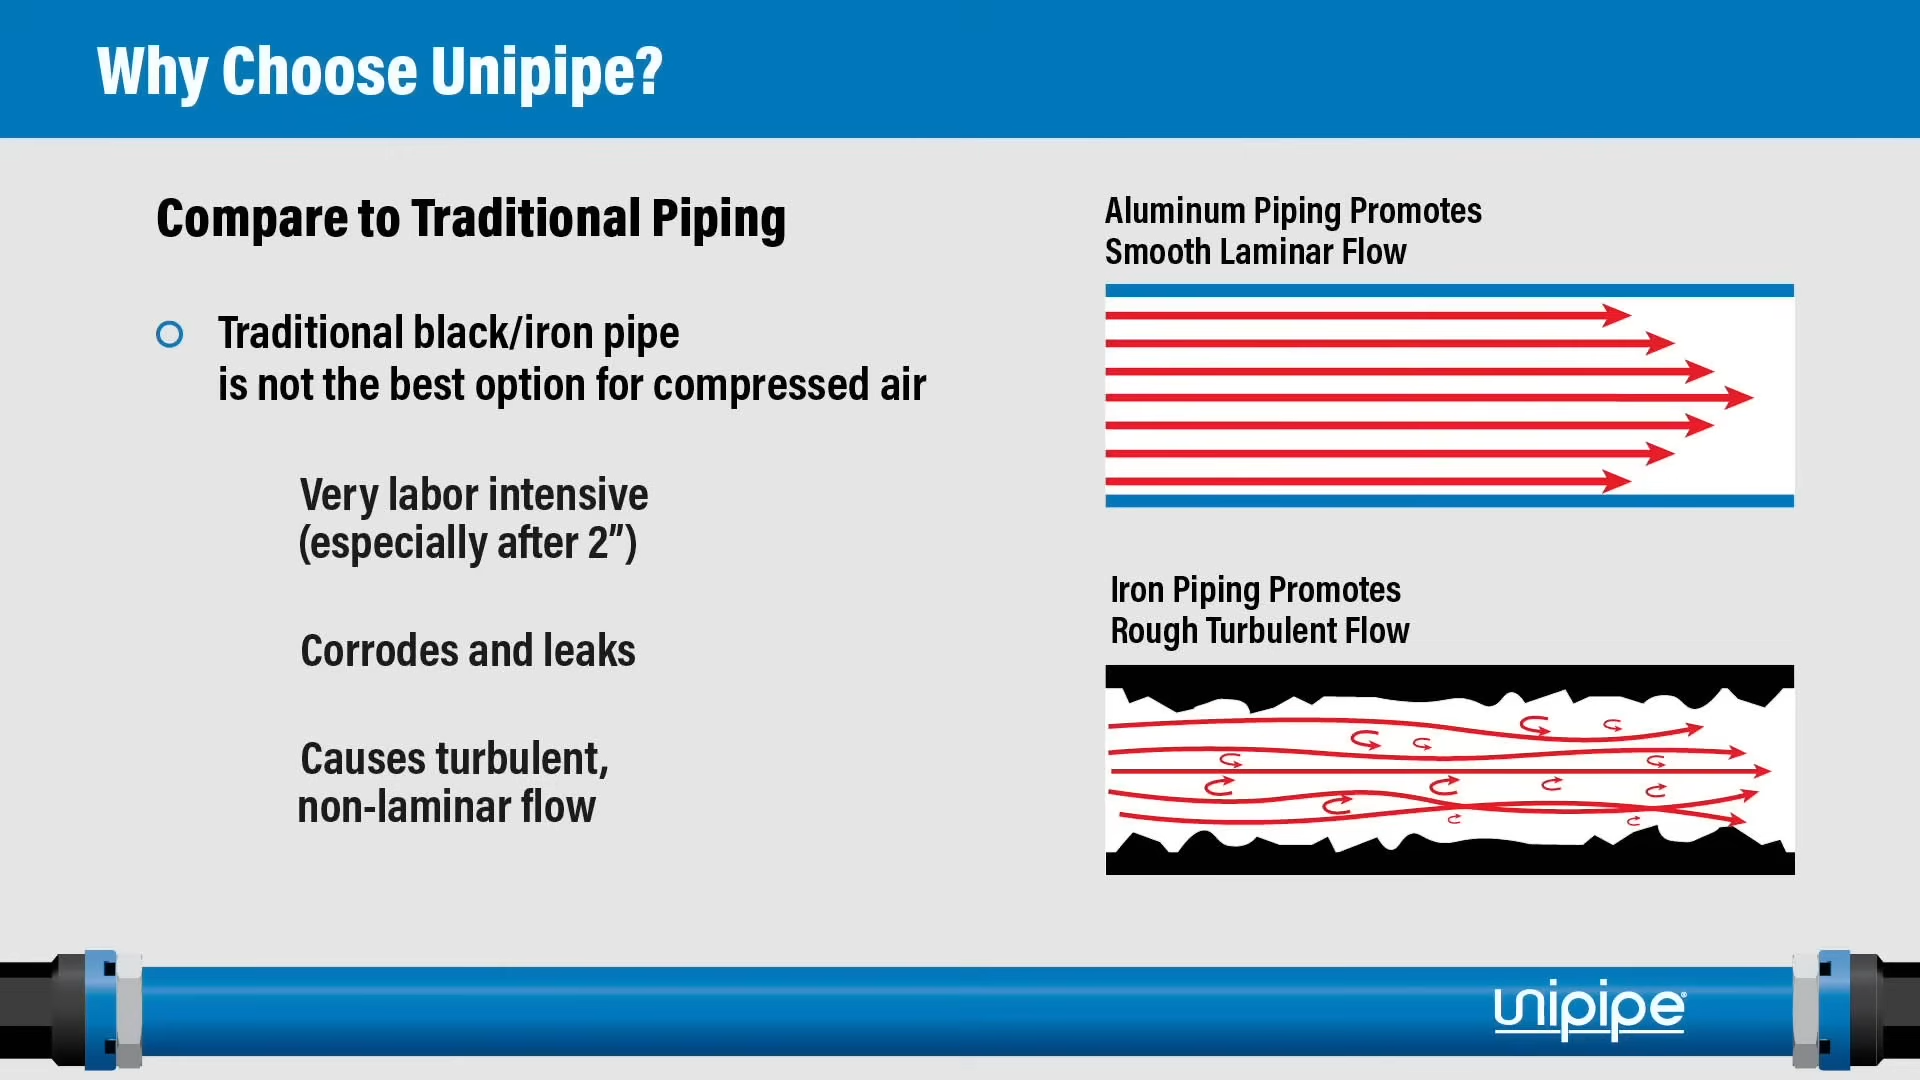 Why Choose Unipipe?
Compare to Traditional Piping
Traditional black/iron pipe
is not the best option for compressed air
Very labor intensive
(especially after 2”)
Corrodes and leaks
Causes turbulent,
non-laminar flow
Aluminum Piping Promotes
Smooth Laminar Flow
Iron Piping Promotes
Rough Turbulent Flow
unipipe®